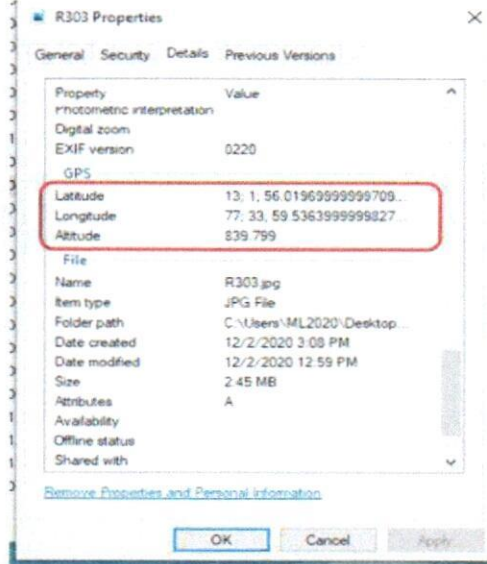 R303 Properties
General Security Details Previous Versions
Property Value
Photometric interpretation
Digital zoom
EXIF version 0220
GPS
Latitude 13; 1; 56.01969999999709...
Longitude 77; 33; 59.5363999999827...
Altitude 839.799
File
Name R303.jpg
Item type JPG File
Folder path C:\Users\ML2020\Desktop...
Date created 12/2/2020 3:08 PM
Date modified 12/2/2020 12:59 PM
Size 2.45 MB
Attributes A
Availability
Offline status
Shared with
Remove Properties and Personal Information
OK Cancel Apply